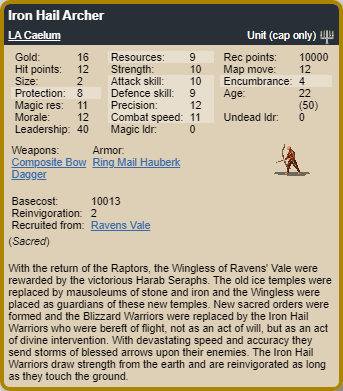 Iron Hail Archer
LA Caelum Unit (cap only)
Gold: 16 Resources: 9 Rec points: 10000
Hit points: 12 Strength: 10 Map move: 12
Size: 2 Attack skill: 10 Encumbrance: 4
Protection: 8 Defence skill: 9 Age: 22
Magic res: 11 Precision: 12 (50)
Morale: 12 Combat speed: 11 Undead ldr: 0
Leadership: 40 Magic ldr: 0
Weapons: Armor:
Composite Bow Ring Mail Hauberk
Dagger
Basecost: 10013
Reinvigoration: 2
Recruited from: Ravens Vale
(Sacred)
With the return of the Raptors, the Wingless of Ravens' Vale were
rewarded by the victorious Harab Seraphs. The old ice temples were
replaced by mausoleums of stone and iron and the Wingless were
placed as guardians of these new temples. New sacred orders were
formed and the Blizzard Warriors were replaced by the Iron Hail
Warriors who were bereft of flight, not as an act of will, but as an act
of divine intervention. With devastating speed and accuracy they
send storms of blessed arrows upon their enemies. The Iron Hail
Warriors draw strength from the earth and are reinvigorated as long
as they touch the ground.